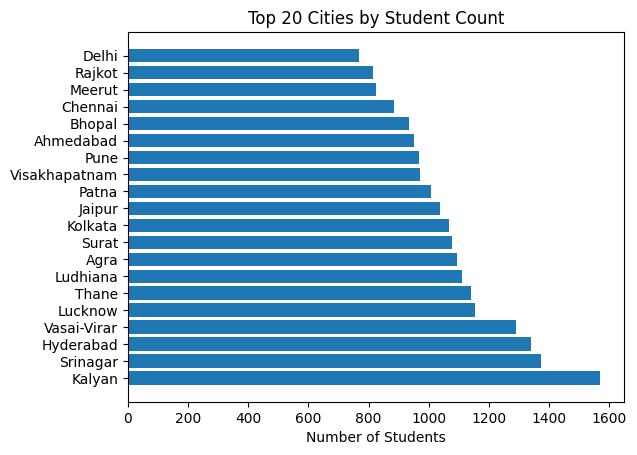 Top 20 Cities by Student Count
Delhi
Rajkot
Meerut
Chennai
Bhopal
Ahmedabad
Pune
Visakhapatnam
Patna
Jaipur
Kolkata
Surat
Agra
Ludhiana
Thane
Lucknow
Vasai-Virar
Hyderabad
Srinagar
Kalyan
0 200 400 600 800 1000 1200 1400 1600
Number of Students